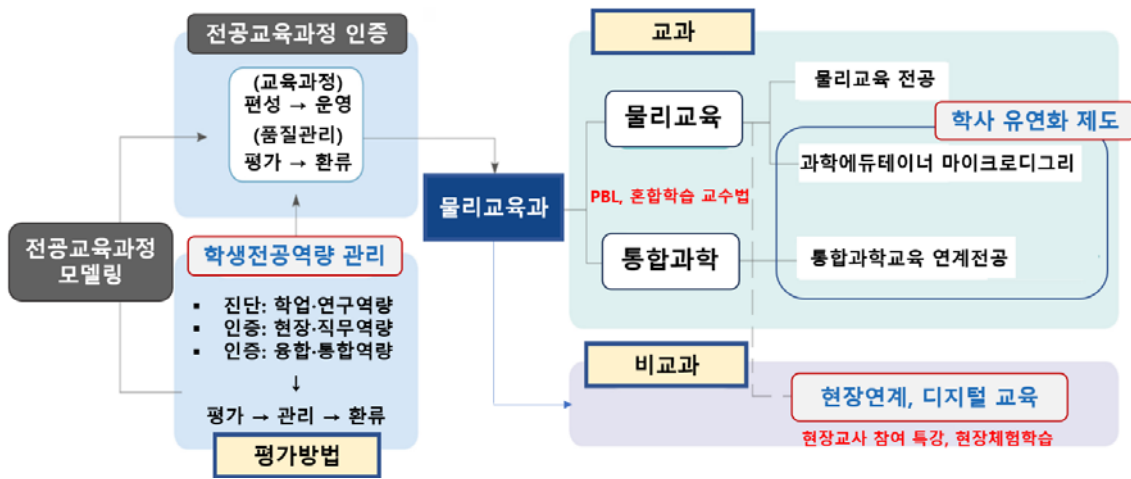 전공교육과정 인증
(교육과정)
편성 → 운영
(품질관리)
평가 → 환류
전공교육과정
모델링
학생전공역량 관리
▪ 진단: 학업·연구역량
▪ 인증: 현장·직무역량
▪ 인증: 융합·통합역량
↓
평가 → 관리 → 환류
평가방법
물리교육과
교과
물리교육
PBL, 혼합학습 교수법
통합과학
물리교육 전공
학사 유연화 제도
과학에듀테이너 마이크로디그리
통합과학교육 연계전공
비교과
현장연계, 디지털 교육
현장교사 참여 특강, 현장체험학습